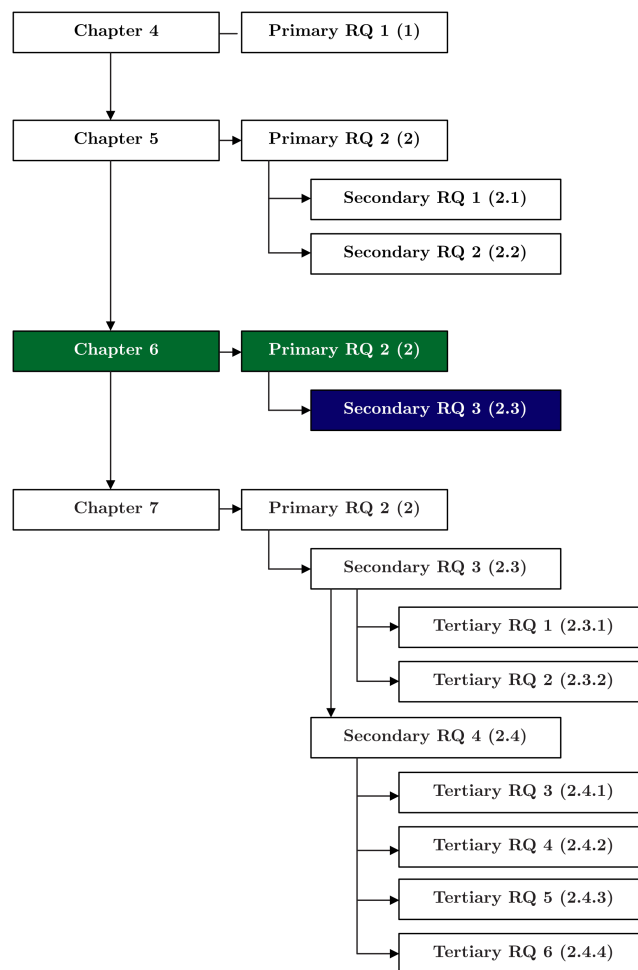 Chapter 4
Primary RQ 1 (1)
Chapter 5
Primary RQ 2 (2)
Secondary RQ 1 (2.1)
Secondary RQ 2 (2.2)
Chapter 6
Primary RQ 2 (2)
Secondary RQ 3 (2.3)
Chapter 7
Primary RQ 2 (2)
Secondary RQ 3 (2.3)
Tertiary RQ 1 (2.3.1)
Tertiary RQ 2 (2.3.2)
Secondary RQ 4 (2.4)
Tertiary RQ 3 (2.4.1)
Tertiary RQ 4 (2.4.2)
Tertiary RQ 5 (2.4.3)
Tertiary RQ 6 (2.4.4)